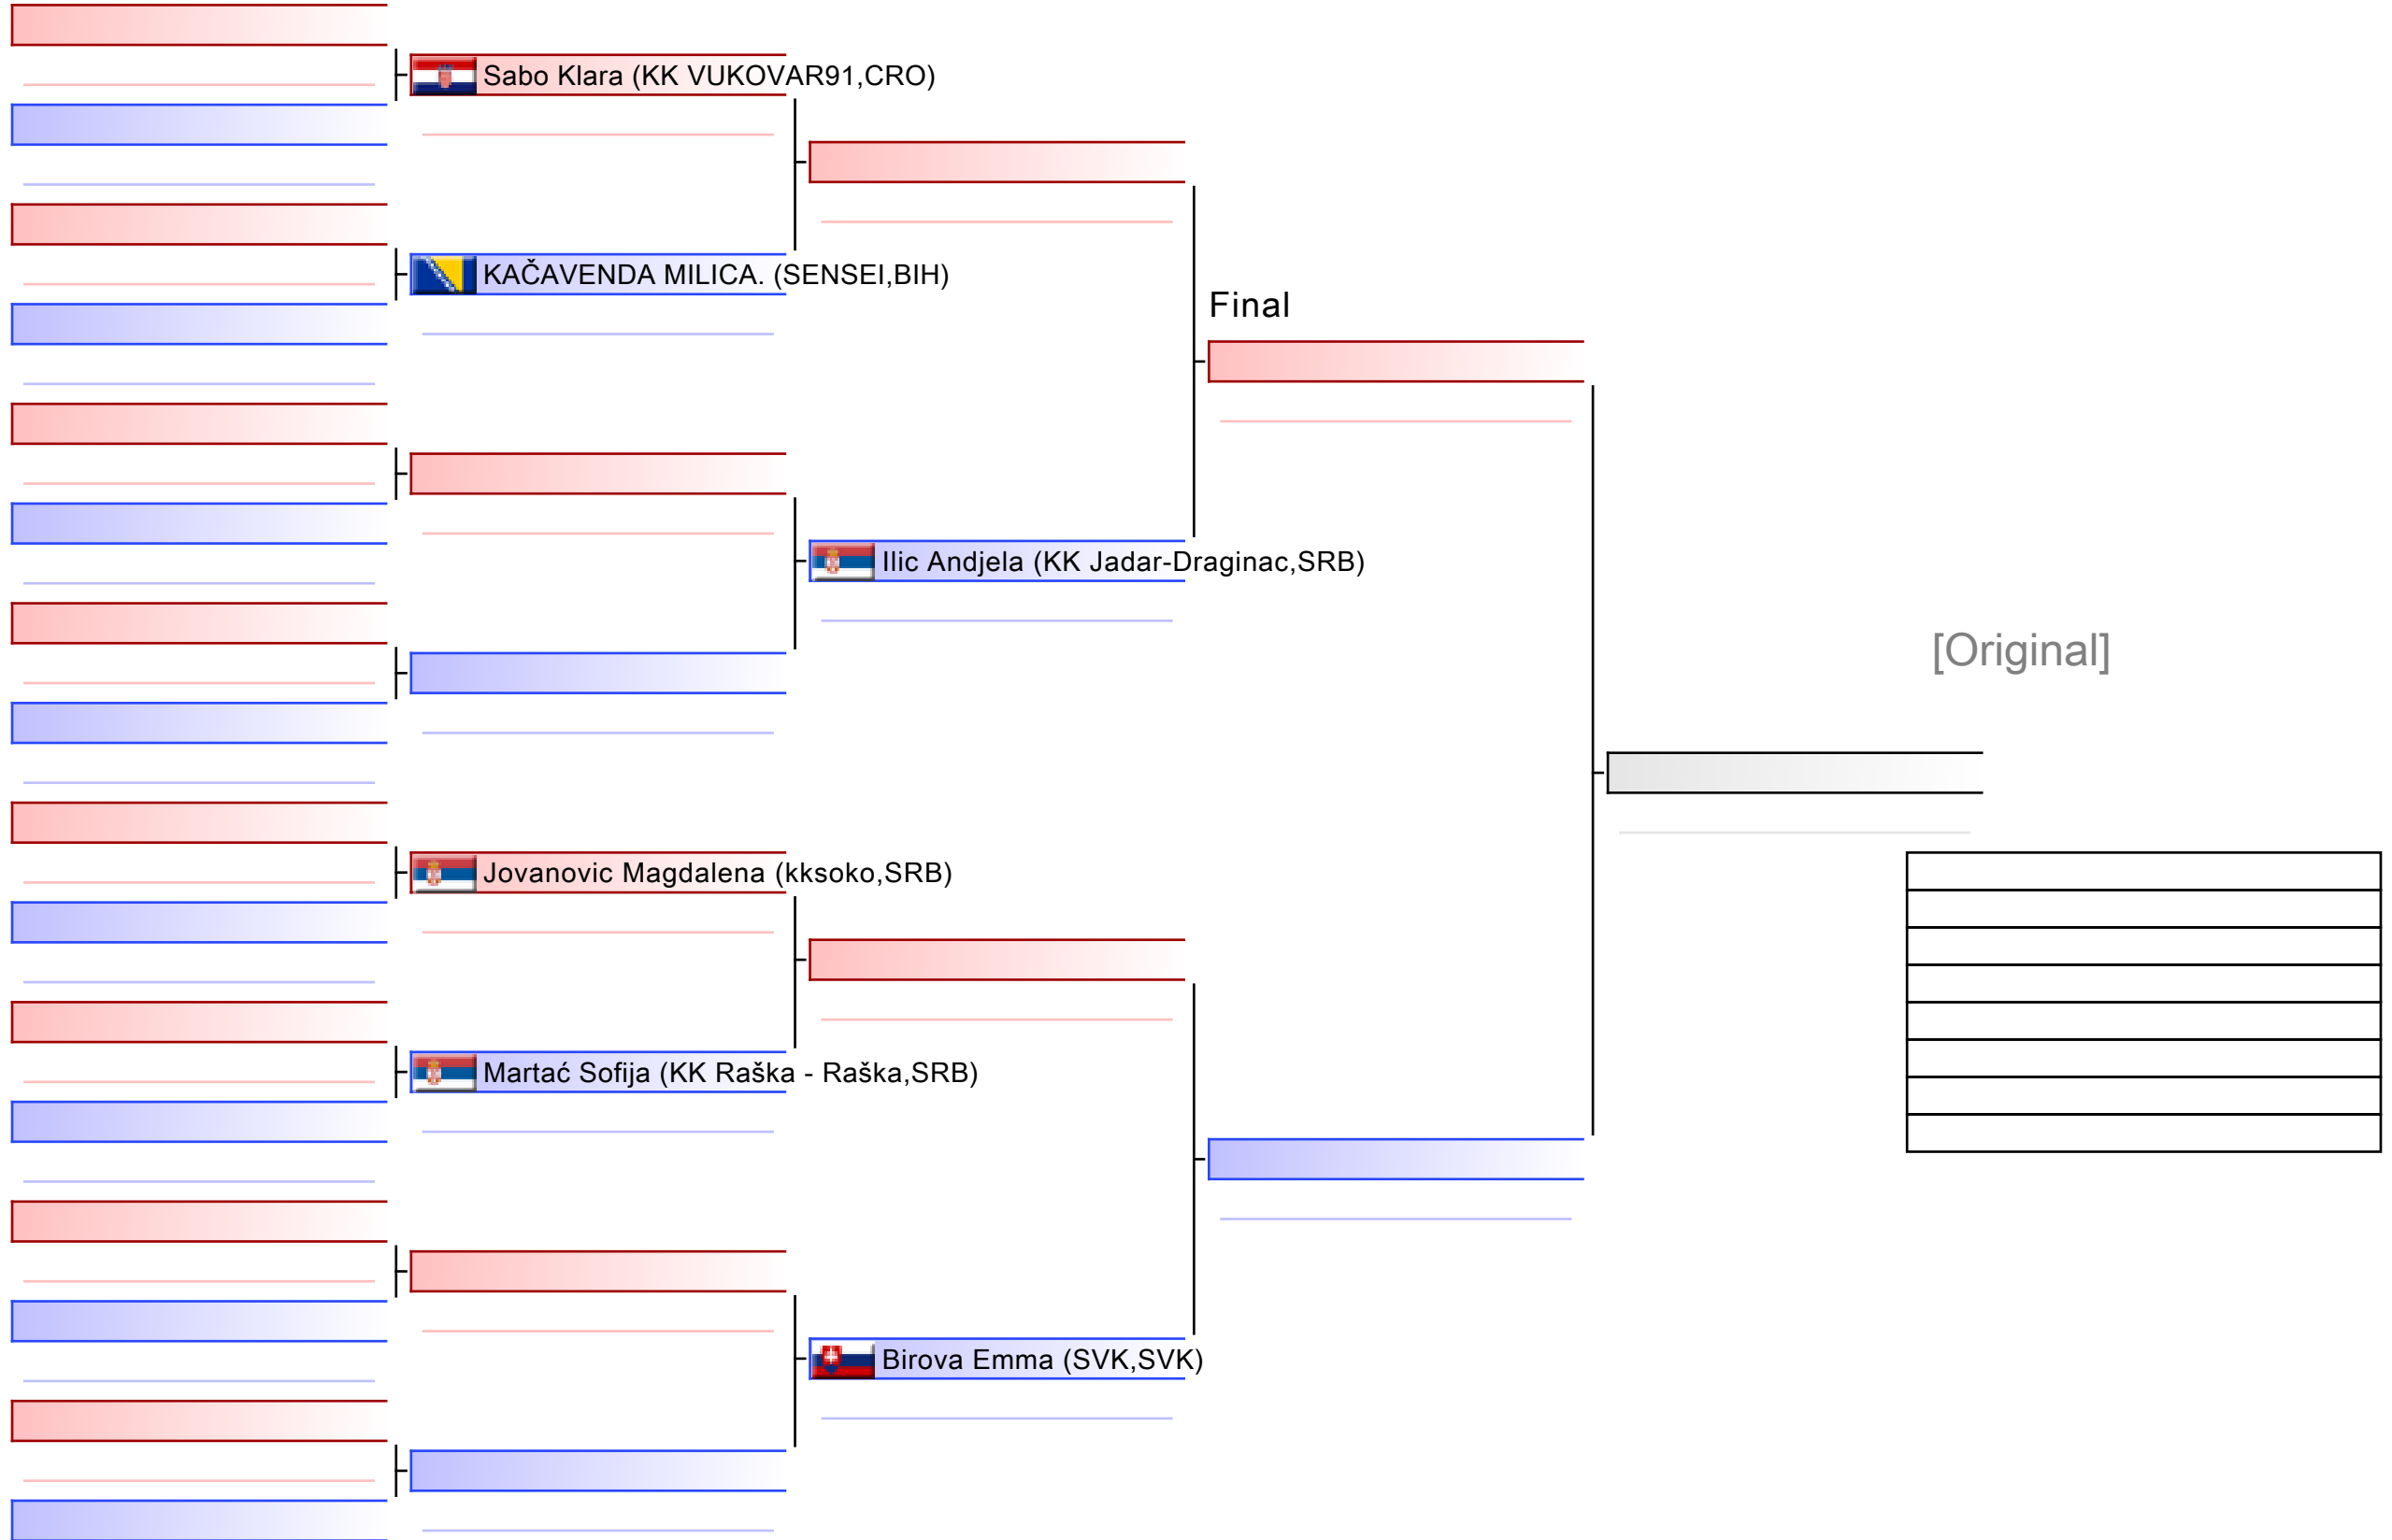 Sabo Klara (KK VUKOVAR91,CRO)
KAČAVENDA MILICA. (SENSEI,BIH)
Final
Ilic Andjela (KK Jadar-Draginac,SRB)
[Original]
Jovanovic Magdalena (kksoko,SRB)
Martać Sofija (KK Raška - Raška,SRB)
Birova Emma (SVK,SVK)